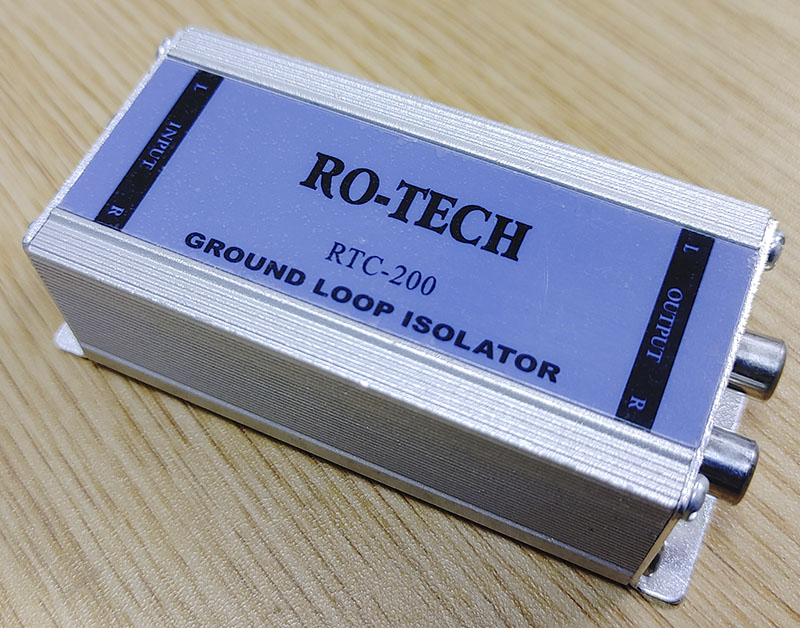 L INPUT R
RO-TECH
RTC-200
GROUND LOOP ISOLATOR
L OUTPUT R